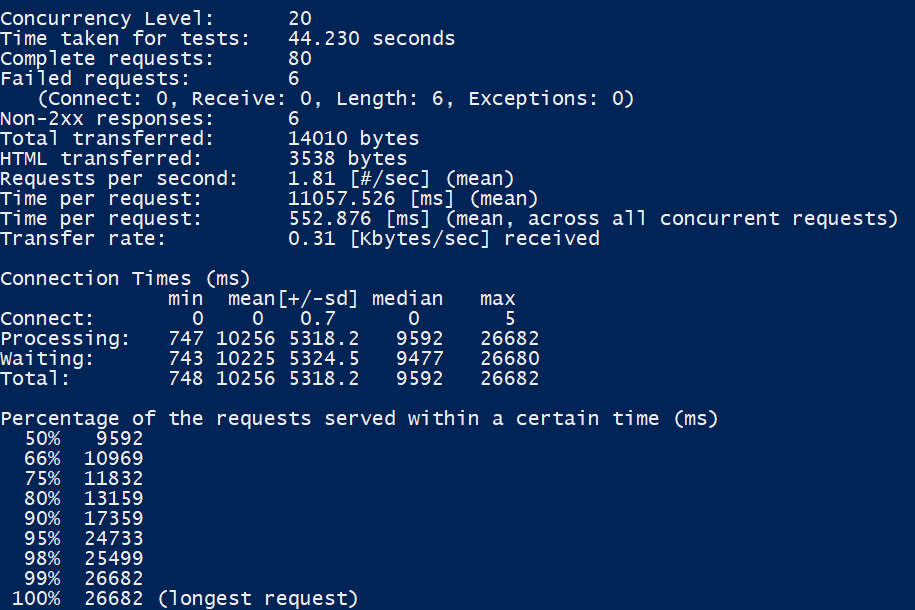 Concurrency Level:      20
Time taken for tests:   44.230 seconds
Complete requests:      80
Failed requests:        6
   (Connect: 0, Receive: 0, Length: 6, Exceptions: 0)
Non-2xx responses:      6
Total transferred:      14010 bytes
HTML transferred:       3538 bytes
Requests per second:    1.81 [#/sec] (mean)
Time per request:       11057.526 [ms] (mean)
Time per request:       552.876 [ms] (mean, across all concurrent requests)
Transfer rate:          0.31 [Kbytes/sec] received

Connection Times (ms)
              min  mean[+/-sd] median   max
Connect:        0    0   0.7      0       5
Processing:   747 10256 5318.2   9592   26682
Waiting:      743 10225 5324.5   9477   26680
Total:        748 10256 5318.2   9592   26682

Percentage of the requests served within a certain time (ms)
  50%   9592
  66%  10969
  75%  11832
  80%  13159
  90%  17359
  95%  24733
  98%  25499
  99%  26682
 100%  26682 (longest request)